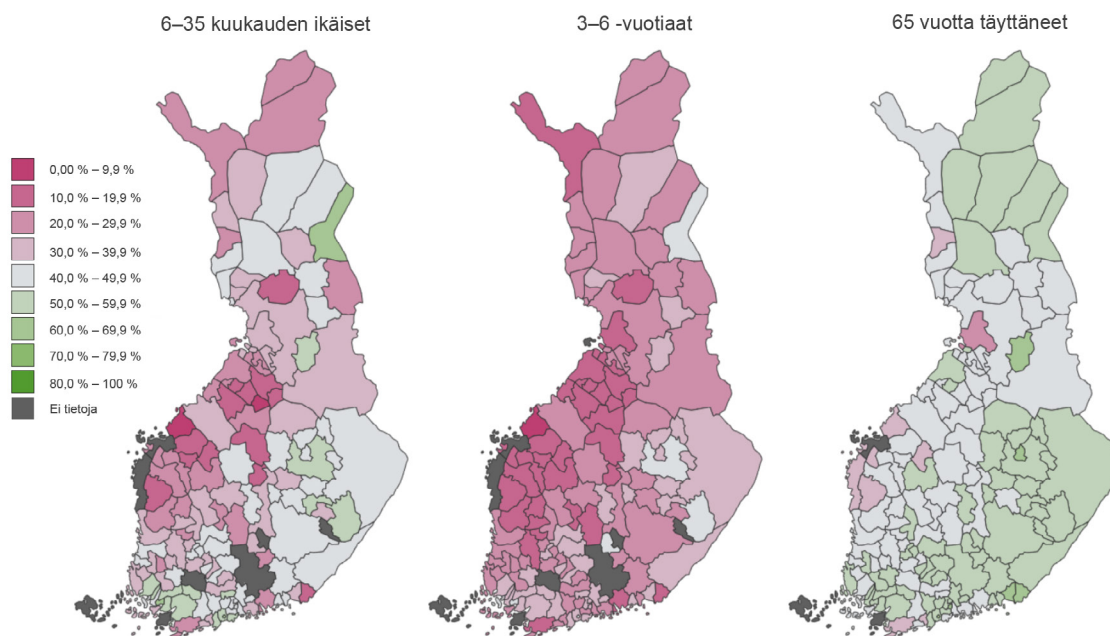 6–35 kuukauden ikäiset
3–6 -vuotiaat
65 vuotta täyttäneet
0,00 % – 9,9 %
10,0 % – 19,9 %
20,0 % – 29,9 %
30,0 % – 39,9 %
40,0 % – 49,9 %
50,0 % – 59,9 %
60,0 % – 69,9 %
70,0 % – 79,9 %
80,0 % – 100 %
Ei tietoja